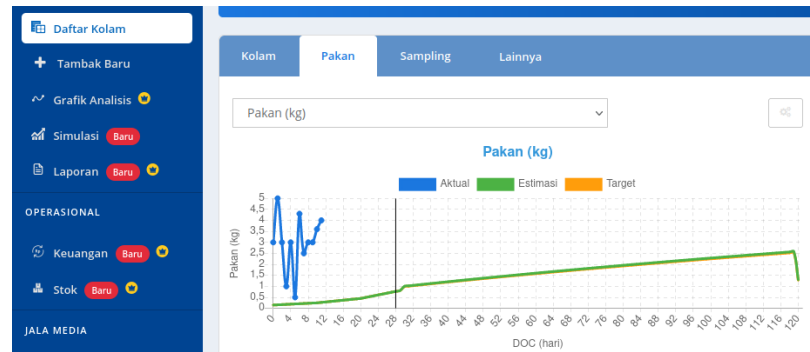 Daftar Kolam
Tambak Baru
Grafik Analisis
Simulasi Baru
Laporan Baru
OPERASIONAL
Keuangan Baru
Stok Baru
JALA MEDIA
Kolam Pakan Sampling Lainnya
Pakan (kg)
Pakan (kg)
Aktual Estimasi Target
Pakan (kg)
5
4,5
4
3,5
3
2,5
2
1,5
1
0,5
0
0 4 8 12 16 20 24 28 32 36 40 44 48 52 56 60 64 68 72 76 80 84 88 92 96 100 104 108 112 116 120
DOC (hari)